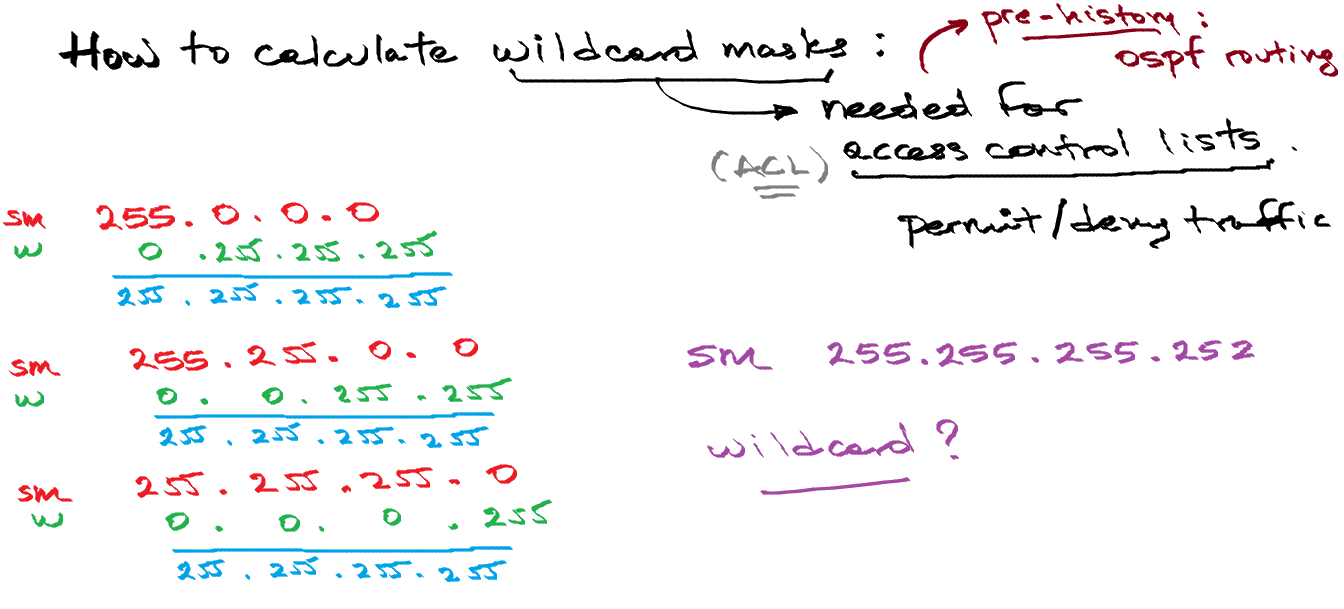 How to calculate wildcard masks :
pre-history :
ospf routing
needed for
(ACL) access control lists .
permit/deny traffic
sm 255.0.0.0
w 0 .255.255.255
255.255.255.255
sm 255.255.0.0
w 0. 0.255.255
255.255.255.255
sm 255.255.255.0
w 0. 0. 0 .255
255.255.255.255
sm 255.255.255.252
wildcard ?